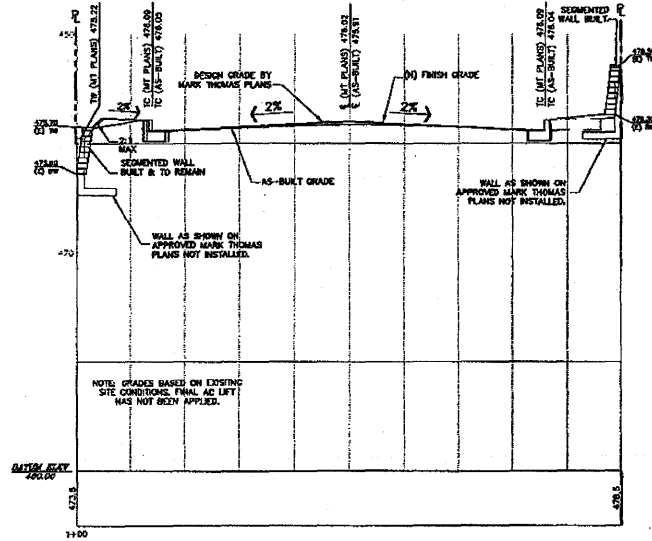 SEGMENTED
WALL BUILT.
TW (MT PLANS) 475.22
TC (MT PLANS) 476.09
TC (AS-BUILT) 476.05
(MT PLANS) 476.02
(AS-BUILT) 475.91
TC (MT PLANS) 476.09
TC (AS-BUILT) 476.04
DESIGN GRADE BY
MARK THOMAS PLANS
(N) FINISH GRADE
2%
2%
2%
2:1
MAX
SEGMENTED WALL
BUILT & TO REMAIN
AS-BUILT GRADE
WALL AS SHOWN ON
APPROVED MARK THOMAS
PLANS NOT INSTALLED.
WALL AS SHOWN ON
APPROVED MARK THOMAS
PLANS NOT INSTALLED.
470
NOTE: GRADES BASED ON EXISTING
SITE CONDITIONS. FINAL AC LIFT
HAS NOT BEEN APPLIED.
DATUM ELEV
460.00
473.5
478.5
1+00